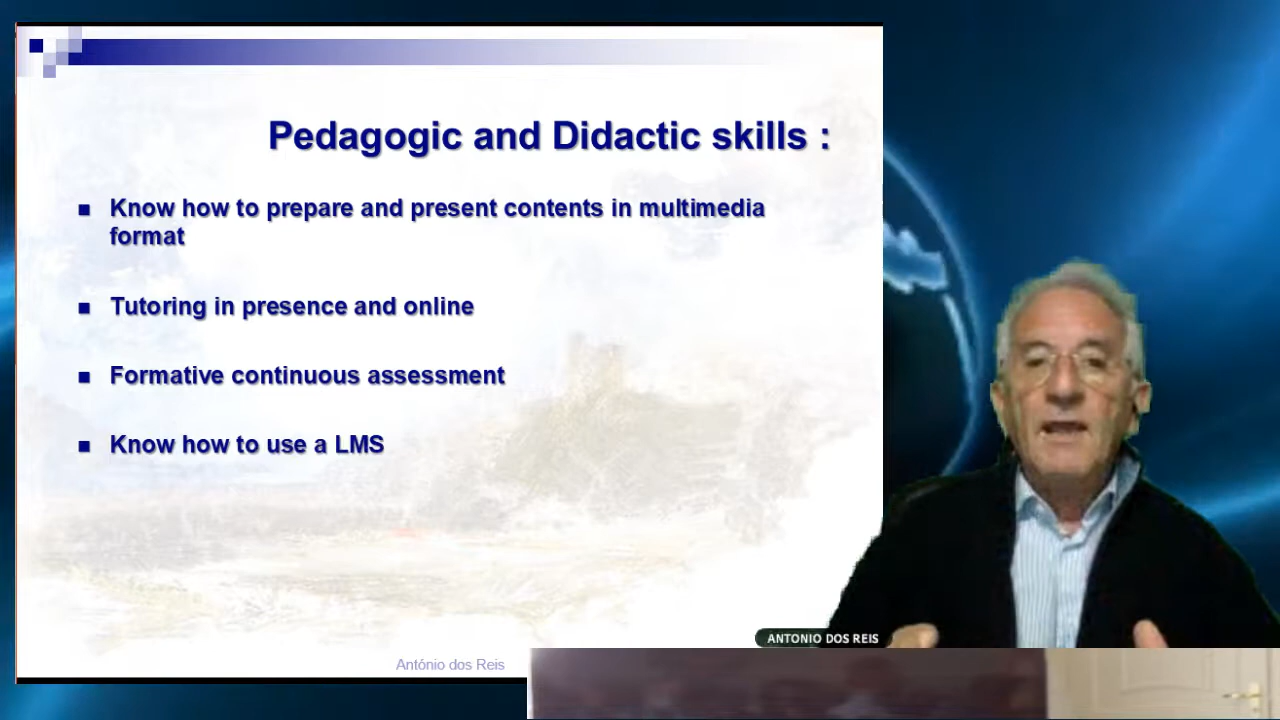 Pedagogic and Didactic skills :
Know how to prepare and present contents in multimedia
format
Tutoring in presence and online
Formative continuous assessment
Know how to use a LMS
ANTONIO DOS REIS
António dos Reis